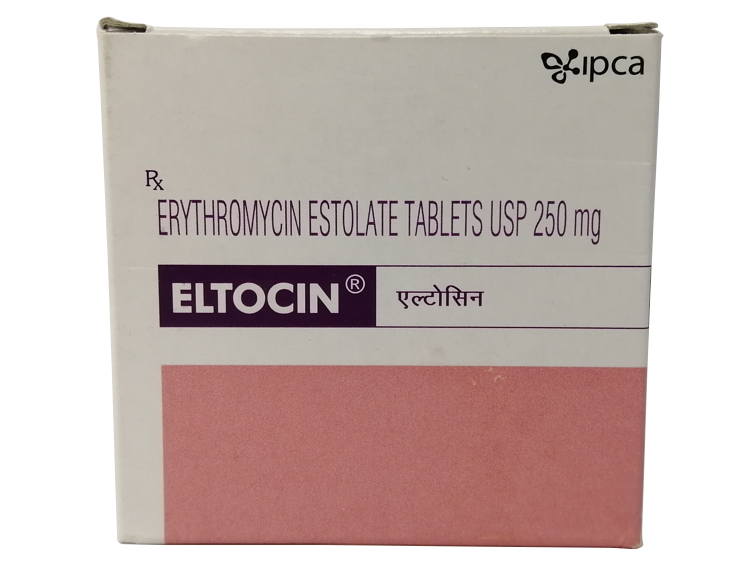 ipca
Rx
ERYTHROMYCIN ESTOLATE TABLETS USP 250 mg
ELTOCIN® एल्टोसिन